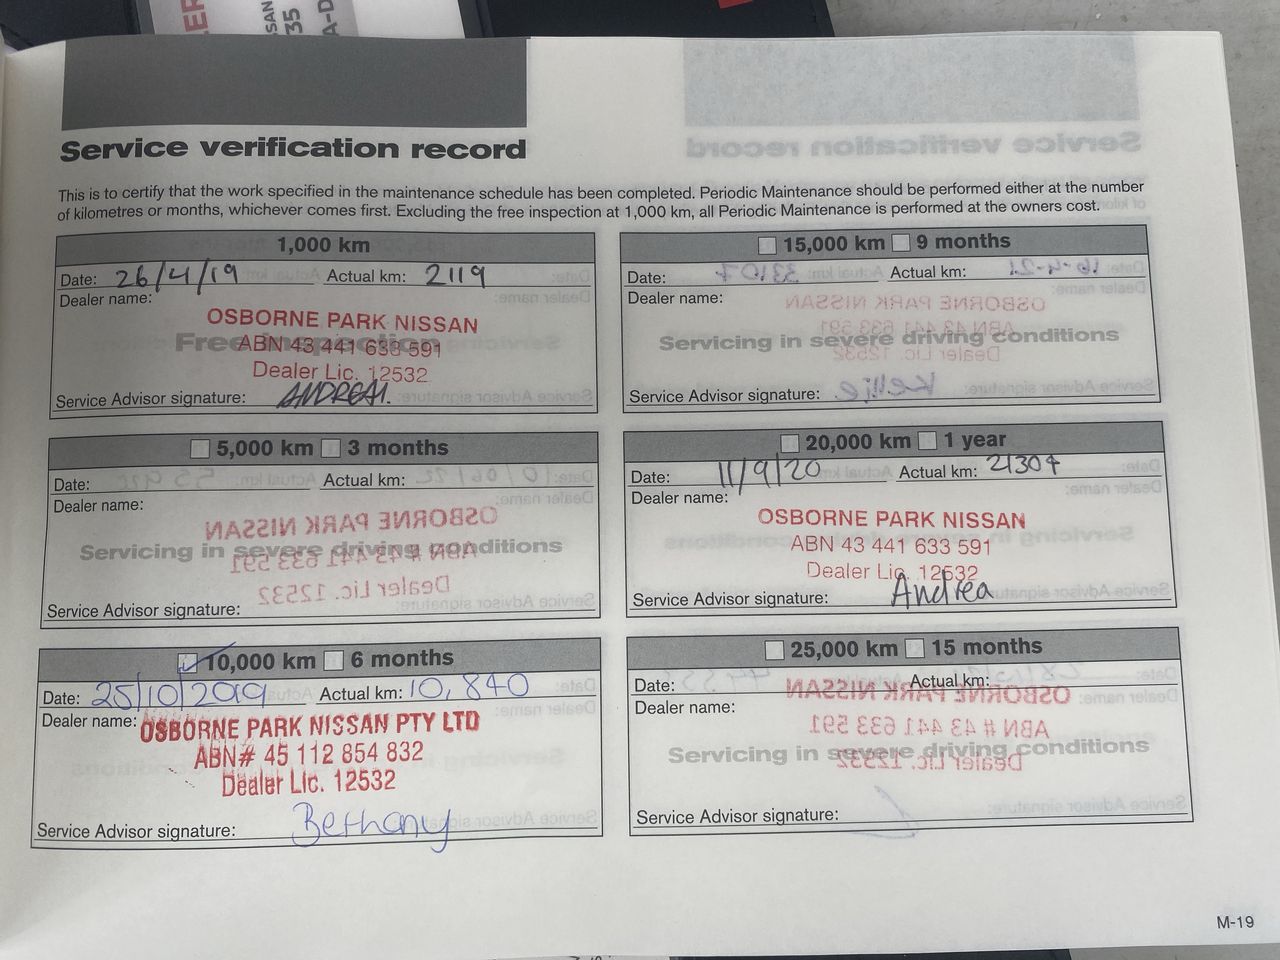 SAN
35
A-D
Service verification record
This is to certify that the work specified in the maintenance schedule has been completed. Periodic Maintenance should be performed either at the number
of kilometres or months, whichever comes first. Excluding the free inspection at 1,000 km, all Periodic Maintenance is performed at the owners cost.
1,000 km
Date: 26/4/19 Actual km: 2119
Dealer name:
OSBORNE PARK NISSAN
Free inspection
ABN 43 441 633 591
Dealer Lic. 12532
Service Advisor signature:
5,000 km 3 months
Date: Actual km:
Dealer name:
Servicing in severe driving conditions
Service Advisor signature:
10,000 km 6 months
Date: 25/10/2019 Actual km: 10,840
Dealer name:
OSBORNE PARK NISSAN PTY LTD
ABN# 45 112 854 832
Dealer Lic. 12532
Service Advisor signature: Bethany
15,000 km 9 months
Date: Actual km:
Dealer name:
Servicing in severe driving conditions
Service Advisor signature:
20,000 km 1 year
Date: 11/9/20 Actual km: 21304
Dealer name:
OSBORNE PARK NISSAN
ABN 43 441 633 591
Dealer Lic. 12532
Service Advisor signature: Andrea
25,000 km 15 months
Date: Actual km:
Dealer name:
Servicing in severe driving conditions
Service Advisor signature:
M-19